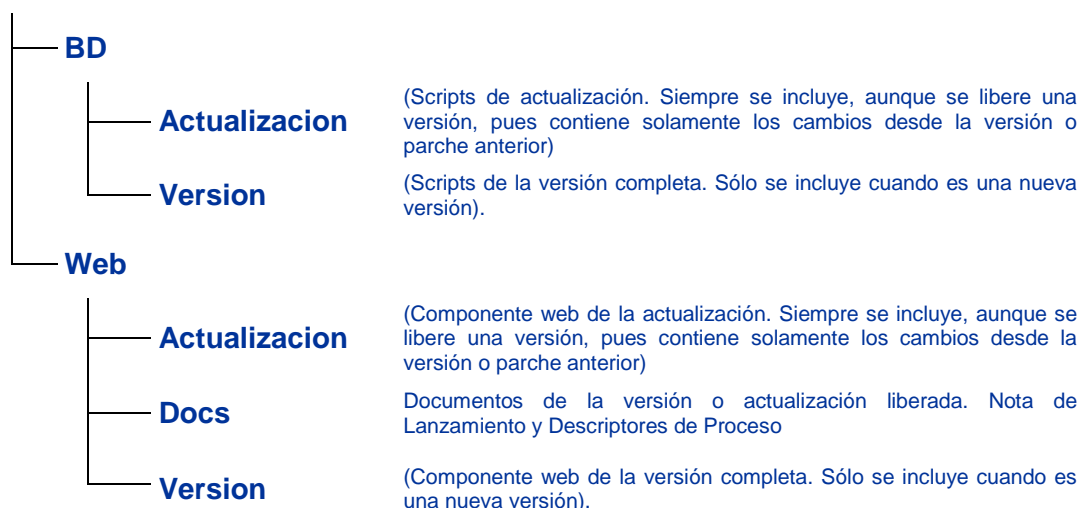 BD
Actualizacion
(Scripts de actualización. Siempre se incluye, aunque se libere una
versión, pues contiene solamente los cambios desde la versión o
parche anterior)
Version
(Scripts de la versión completa. Sólo se incluye cuando es una nueva
versión).
Web
Actualizacion
(Componente web de la actualización. Siempre se incluye, aunque se
libere una versión, pues contiene solamente los cambios desde la
versión o parche anterior)
Docs
Documentos de la versión o actualización liberada. Nota de
Lanzamiento y Descriptores de Proceso
Version
(Componente web de la versión completa. Sólo se incluye cuando es
una nueva versión).